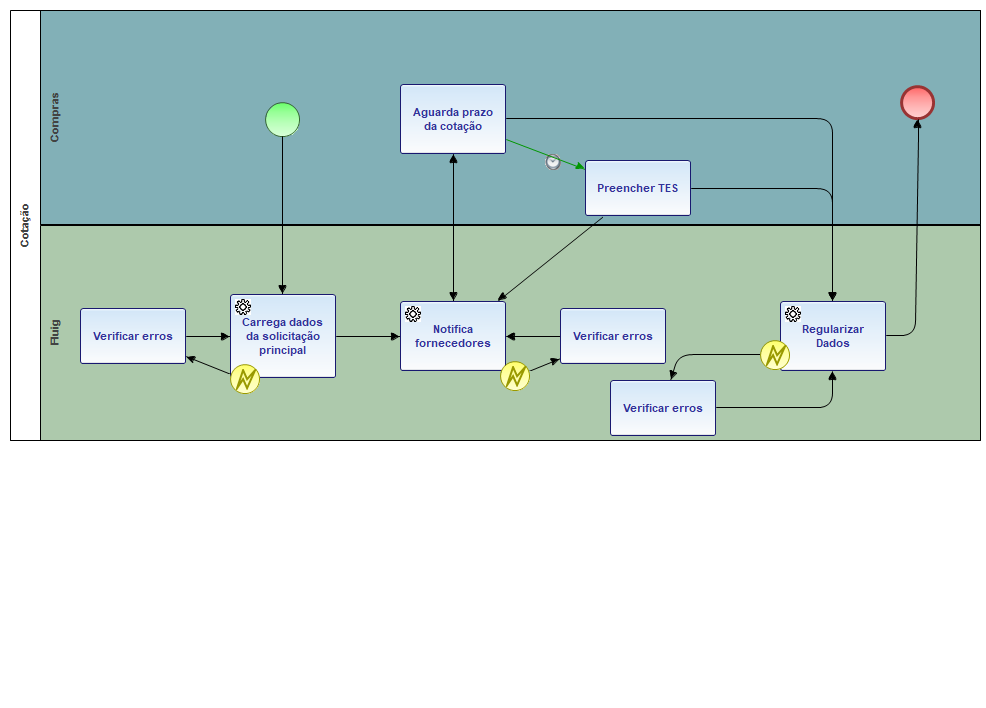 Cotação
Compras
Aguarda prazo
da cotação
Preencher TES
Fluig
Verificar erros
Carrega dados
da solicitação
principal
Notifica
fornecedores
Verificar erros
Regularizar
Dados
Verificar erros